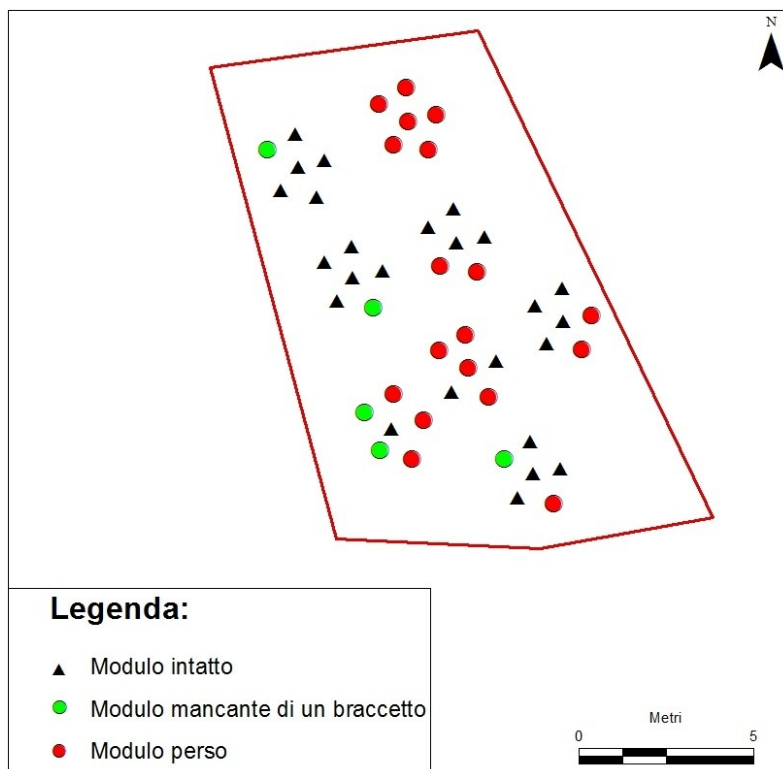 N
Legenda:
Modulo intatto
Modulo mancante di un braccetto
Modulo perso
Metri
0 5